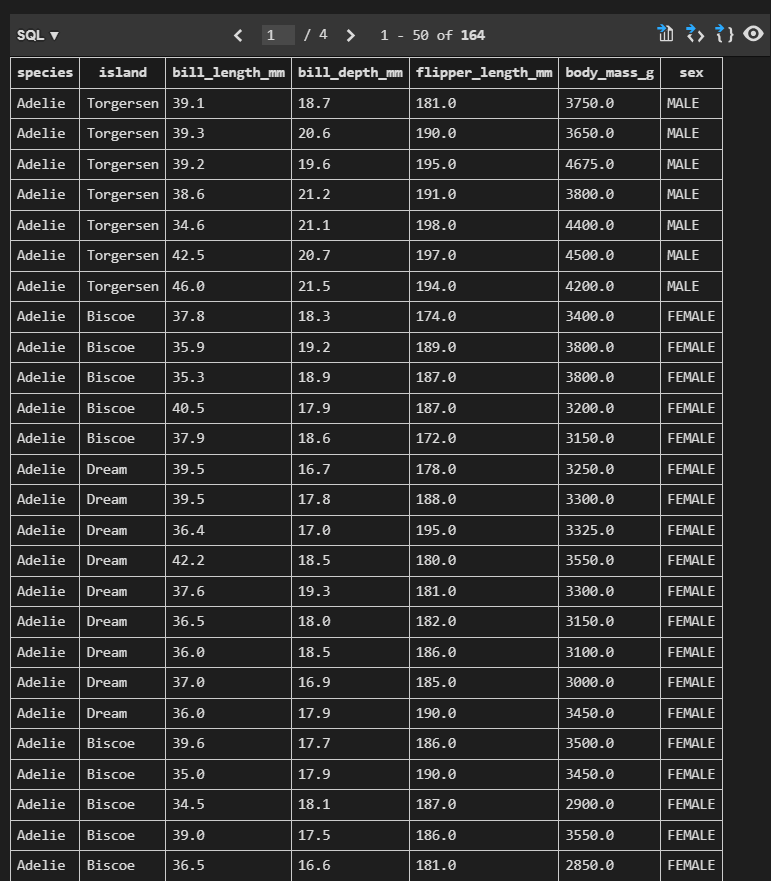 SQL ▼ 1 / 4 1 - 50 of 164
species island bill_length_mm bill_depth_mm flipper_length_mm body_mass_g sex
Adelie Torgersen 39.1 18.7 181.0 3750.0 MALE
Adelie Torgersen 39.3 20.6 190.0 3650.0 MALE
Adelie Torgersen 39.2 19.6 195.0 4675.0 MALE
Adelie Torgersen 38.6 21.2 191.0 3800.0 MALE
Adelie Torgersen 34.6 21.1 198.0 4400.0 MALE
Adelie Torgersen 42.5 20.7 197.0 4500.0 MALE
Adelie Torgersen 46.0 21.5 194.0 4200.0 MALE
Adelie Biscoe 37.8 18.3 174.0 3400.0 FEMALE
Adelie Biscoe 35.9 19.2 189.0 3800.0 FEMALE
Adelie Biscoe 35.3 18.9 187.0 3800.0 FEMALE
Adelie Biscoe 40.5 17.9 187.0 3200.0 FEMALE
Adelie Biscoe 37.9 18.6 172.0 3150.0 FEMALE
Adelie Dream 39.5 16.7 178.0 3250.0 FEMALE
Adelie Dream 39.5 17.8 188.0 3300.0 FEMALE
Adelie Dream 36.4 17.0 195.0 3325.0 FEMALE
Adelie Dream 42.2 18.5 180.0 3550.0 FEMALE
Adelie Dream 37.6 19.3 181.0 3300.0 FEMALE
Adelie Dream 36.5 18.0 182.0 3150.0 FEMALE
Adelie Dream 36.0 18.5 186.0 3100.0 FEMALE
Adelie Dream 37.0 16.9 185.0 3000.0 FEMALE
Adelie Dream 36.0 17.9 190.0 3450.0 FEMALE
Adelie Biscoe 39.6 17.7 186.0 3500.0 FEMALE
Adelie Biscoe 35.0 17.9 190.0 3450.0 FEMALE
Adelie Biscoe 34.5 18.1 187.0 2900.0 FEMALE
Adelie Biscoe 39.0 17.5 186.0 3550.0 FEMALE
Adelie Biscoe 36.5 16.6 181.0 2850.0 FEMALE